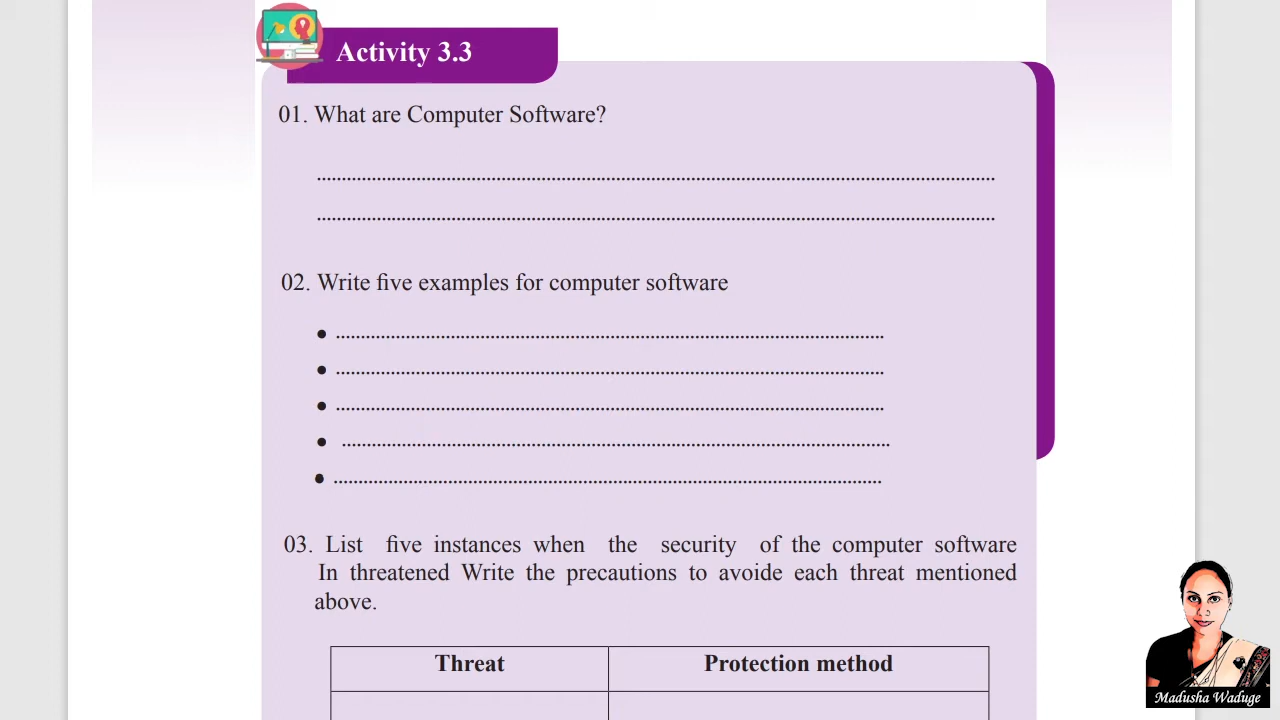 Activity 3.3
01. What are Computer Software?
....................................................................................................................................
....................................................................................................................................
02. Write five examples for computer software
● ..............................................................................................................
● ..............................................................................................................
● ..............................................................................................................
● ..............................................................................................................
● ..............................................................................................................
03. List five instances when the security of the computer software
In threatened Write the precautions to avoide each threat mentioned
above.
Threat Protection method
Madusha Waduge